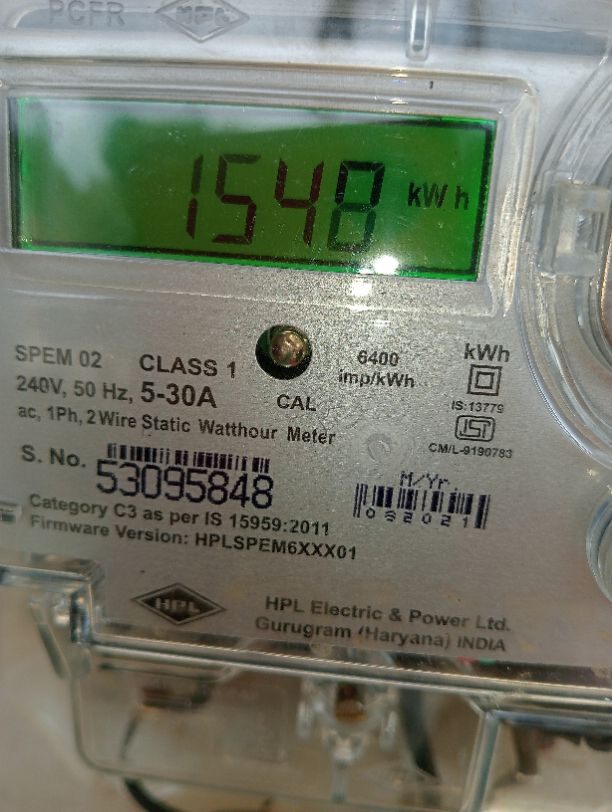 PCFR HPL
1548 kWh
SPEM 02 CLASS 1
240V, 50 Hz, 5-30A
ac, 1Ph, 2 Wire Static Watthour Meter
CAL
6400
imp/kWh
kWh
IS:13779
ISI
CM/L-9190783
S. No. 53095848
M/Yr.
062021
Category C3 as per IS 15959:2011
Firmware Version: HPLSPEM6XXX01
HPL
HPL Electric & Power Ltd.
Gurugram (Haryana) INDIA